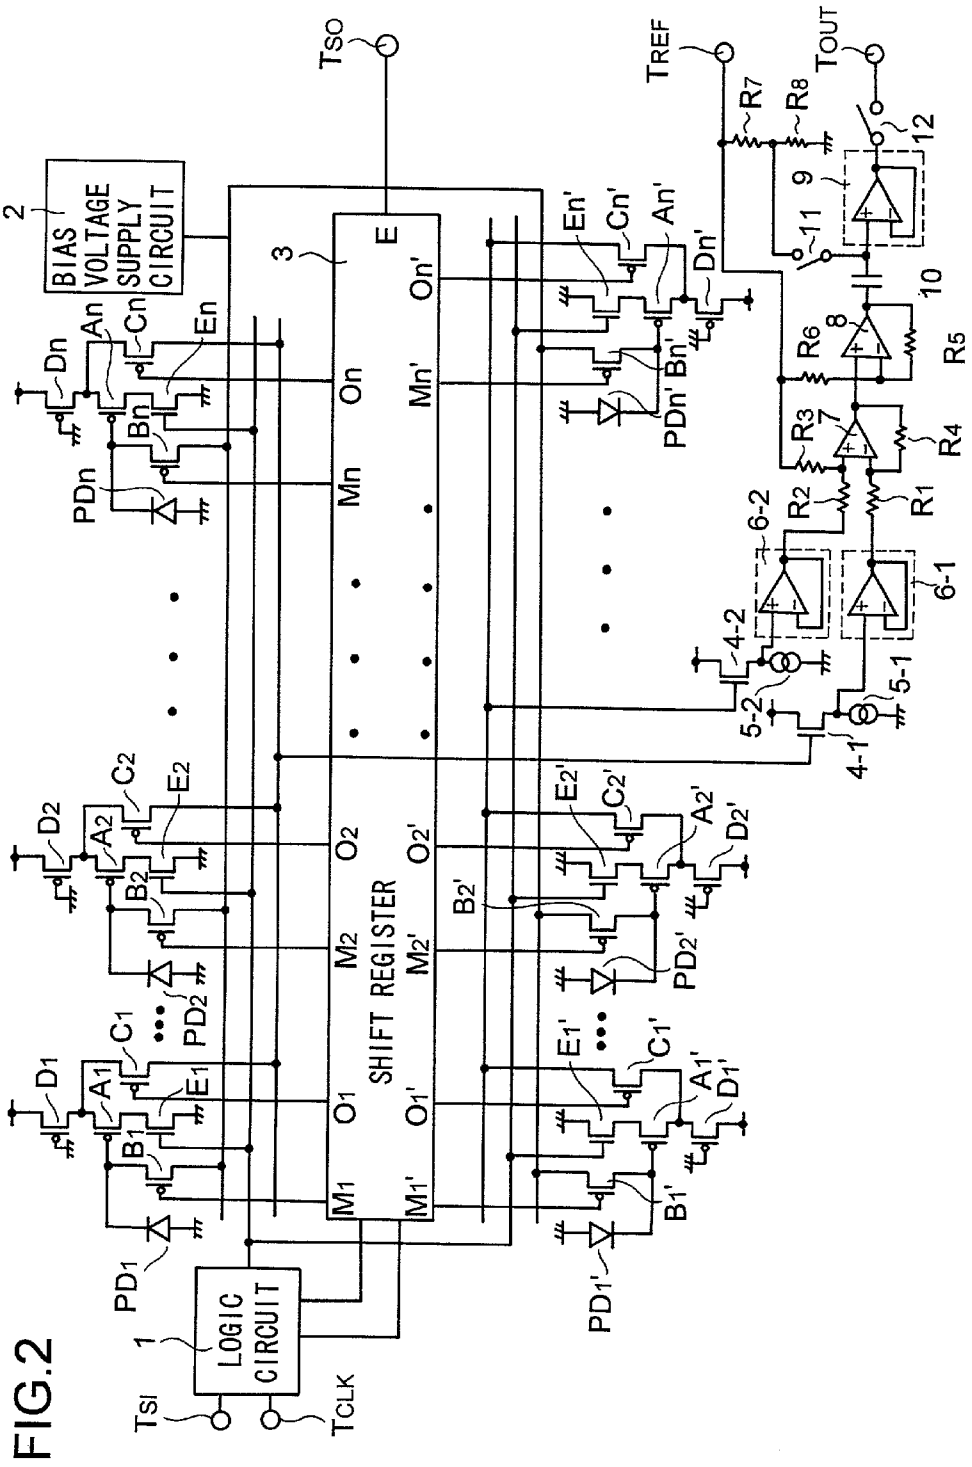 FIG.2
TSI
TCLK
1
LOGIC
CIRCUIT
2
BIAS
VOLTAGE
SUPPLY
CIRCUIT
3
SHIFT REGISTER
M1
O1
M2
O2
Mn
On
E
TSO
M1'
O1'
M2'
O2'
Mn'
On'
PD1
B1
D1
A1
C1
E1
PD2
B2
D2
A2
C2
E2
PDn
Bn
Dn
An
Cn
En
PD1'
B1'
E1'
A1'
C1'
D1'
PD2'
B2'
E2'
C2'
A2'
D2'
PDn'
Bn'
En'
Cn'
An'
Dn'
4-1
5-1
4-2
5-2
6-1
6-2
+
−
+
−
R1
R2
R3
R4
7
+
−
R5
R6
8
+
−
10
11
9
+
−
12
R7
R8
TREF
TOUT